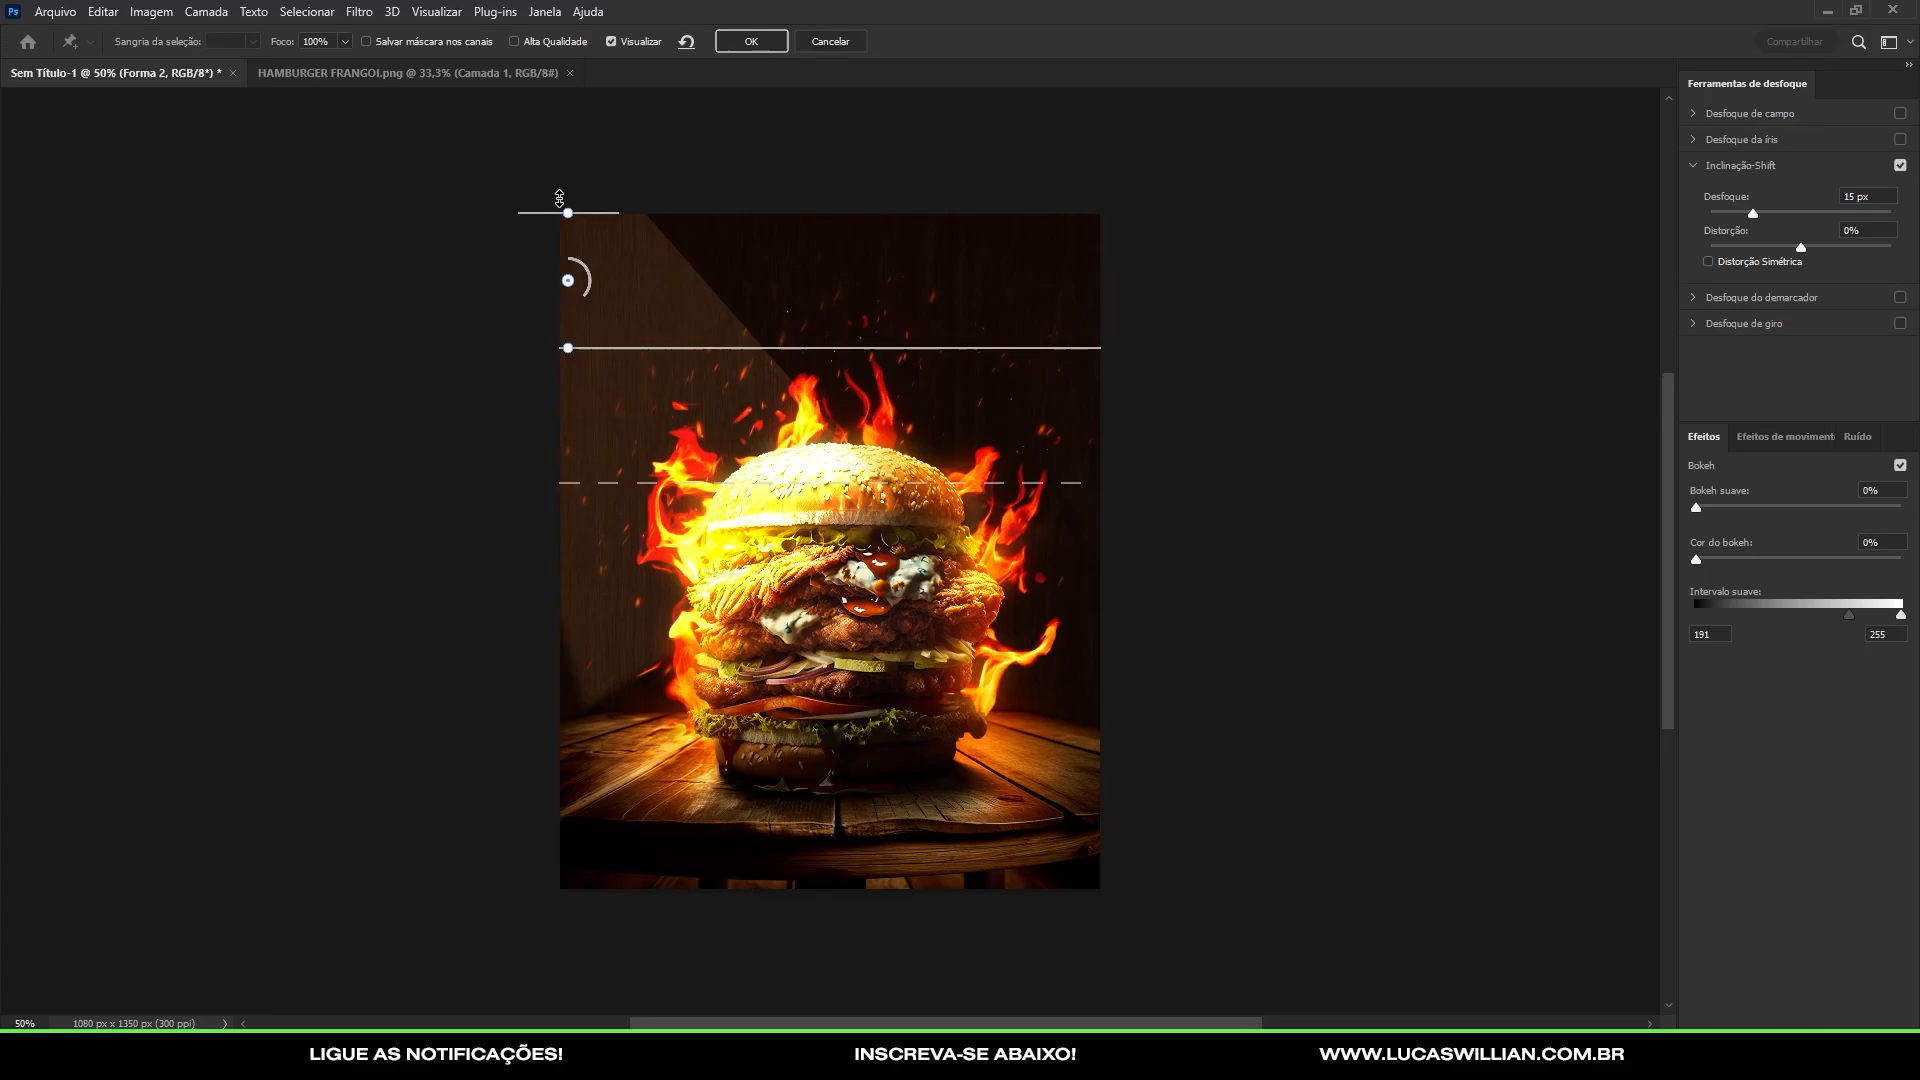 Ps Arquivo Editar Imagem Camada Texto Selecionar Filtro 3D Visualizar Plug-ins Janela Ajuda
Sangria da seleção: Foco: 100% Salvar máscara nos canais Alta Qualidade Visualizar OK Cancelar Compartilhar
Sem Título-1 @ 50% (Forma 2, RGB/8*) * × HAMBURGER FRANGOI.png @ 33,3% (Camada 1, RGB/8#) ×
Ferramentas de desfoque
Desfoque de campo
Desfoque da íris
Inclinação-Shift
Desfoque: 15 px
Distorção: 0%
Distorção Simétrica
Desfoque do demarcador
Desfoque de giro
Efeitos Efeitos de moviment Ruído
Bokeh
Bokeh suave: 0%
Cor do bokeh: 0%
Intervalo suave:
191 255
50% 1080 px x 1350 px (300 ppi)
LIGUE AS NOTIFICAÇÕES! INSCREVA-SE ABAIXO! WWW.LUCASWILLIAN.COM.BR